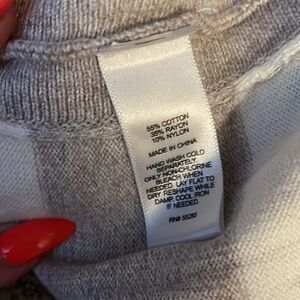 55% COTTON
35% RAYON
10% NYLON
MADE IN CHINA
HAND WASH COLD
SEPARATELY.
ONLY NON-CHLORINE
BLEACH WHEN
NEEDED. LAY FLAT TO
DRY. RESHAPE WHILE
DAMP. COOL IRON
IF NEEDED.
RN# 55285